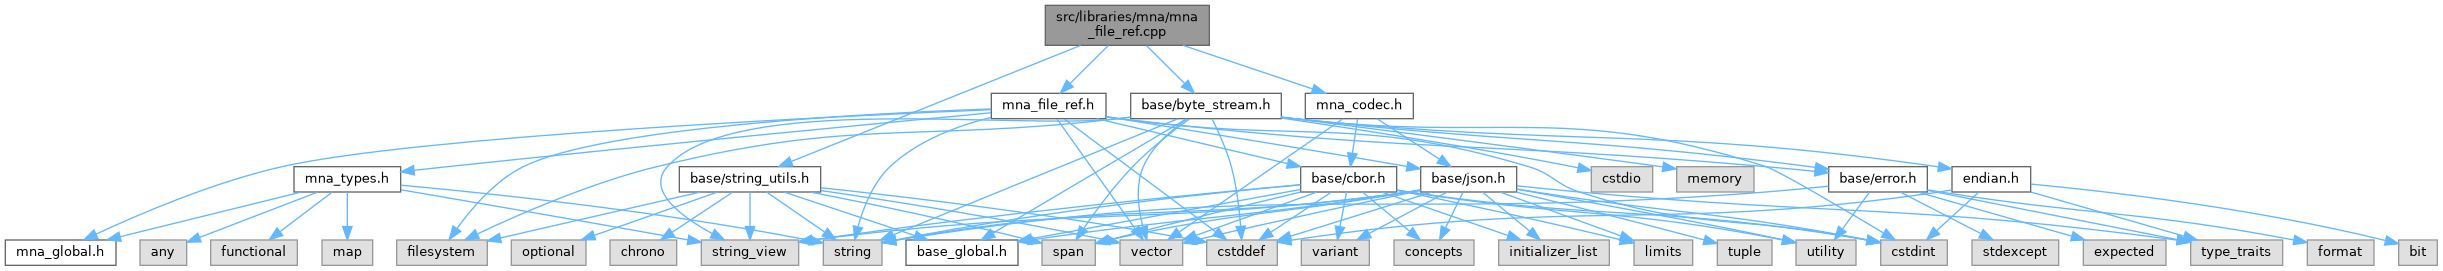 src/libraries/mna/mna
_file_ref.cpp
mna_file_ref.h
base/byte_stream.h
mna_codec.h
mna_types.h
base/string_utils.h
base/cbor.h
base/json.h
cstdio
memory
base/error.h
endian.h
mna_global.h
any
functional
map
filesystem
optional
chrono
string_view
string
base_global.h
span
vector
cstddef
variant
concepts
initializer_list
limits
tuple
utility
cstdint
stdexcept
expected
type_traits
format
bit